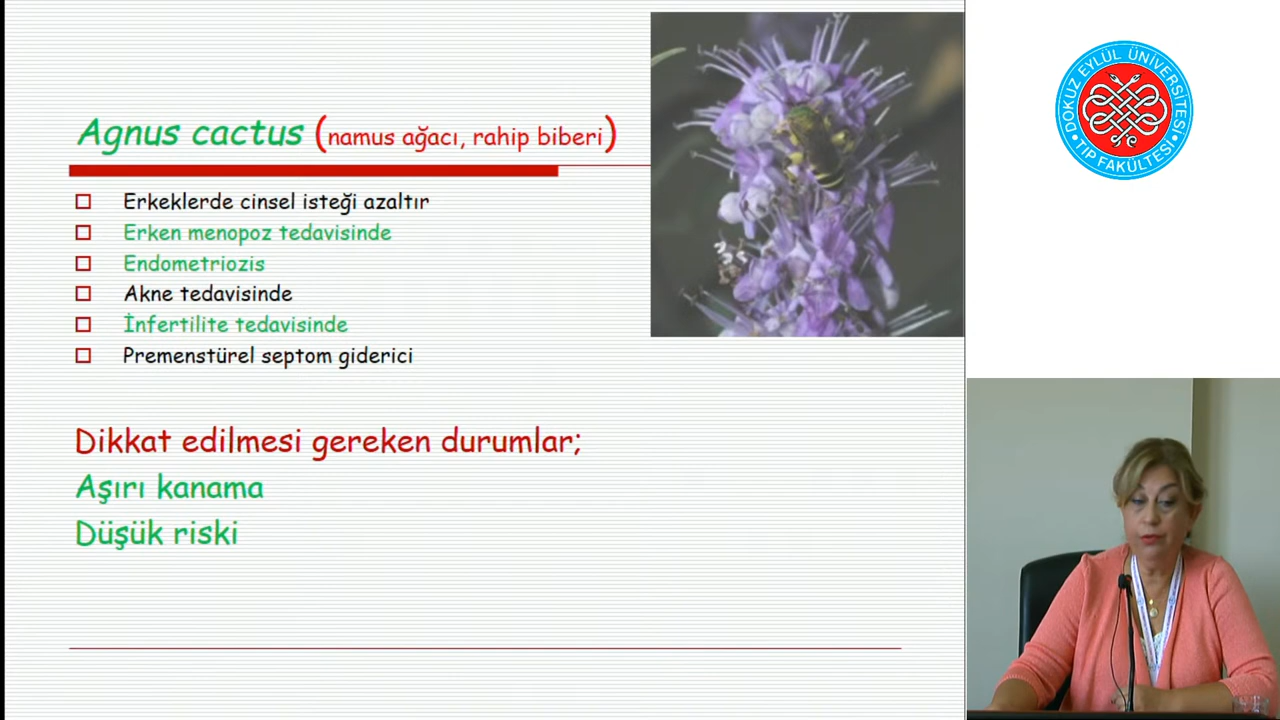 Agnus cactus (namus ağacı, rahip biberi)
Erkeklerde cinsel isteği azaltır
Erken menopoz tedavisinde
Endometriozis
Akne tedavisinde
İnfertilite tedavisinde
Premenstürel septom giderici
Dikkat edilmesi gereken durumlar;
Aşırı kanama
Düşük riski
DOKUZ EYLÜL ÜNİVERSİTESİ
TIP FAKÜLTESİ